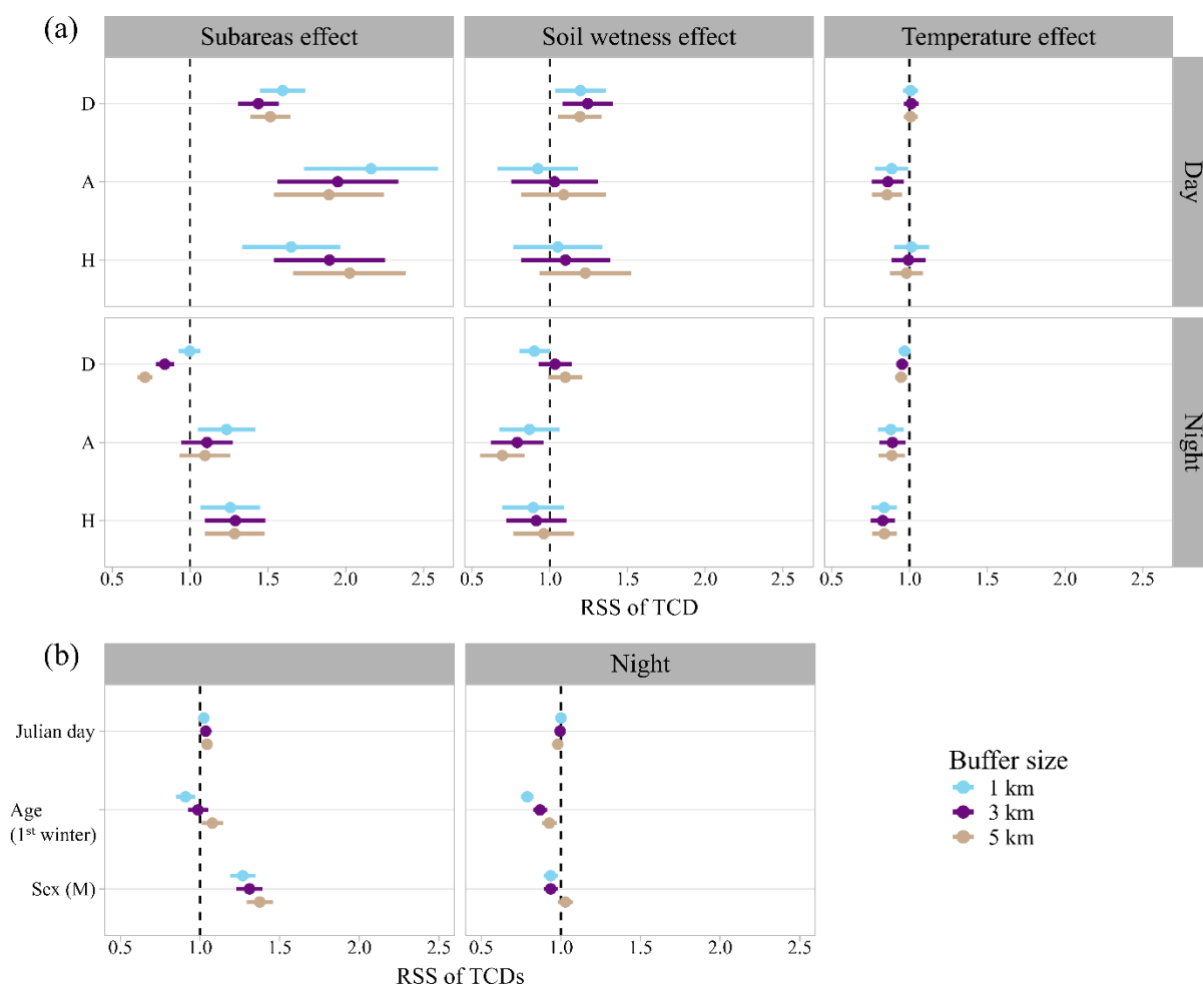 (a)
Subareas effect Soil wetness effect Temperature effect
D
A
H
Day
D
A
H
Night
0.5 1.0 1.5 2.0 2.5 0.5 1.0 1.5 2.0 2.5 0.5 1.0 1.5 2.0 2.5
RSS of TCD
(b)
Night
Julian day
Age
(1st winter)
Sex (M)
0.5 1.0 1.5 2.0 2.5 0.5 1.0 1.5 2.0 2.5
RSS of TCDs
Buffer size
1 km
3 km
5 km